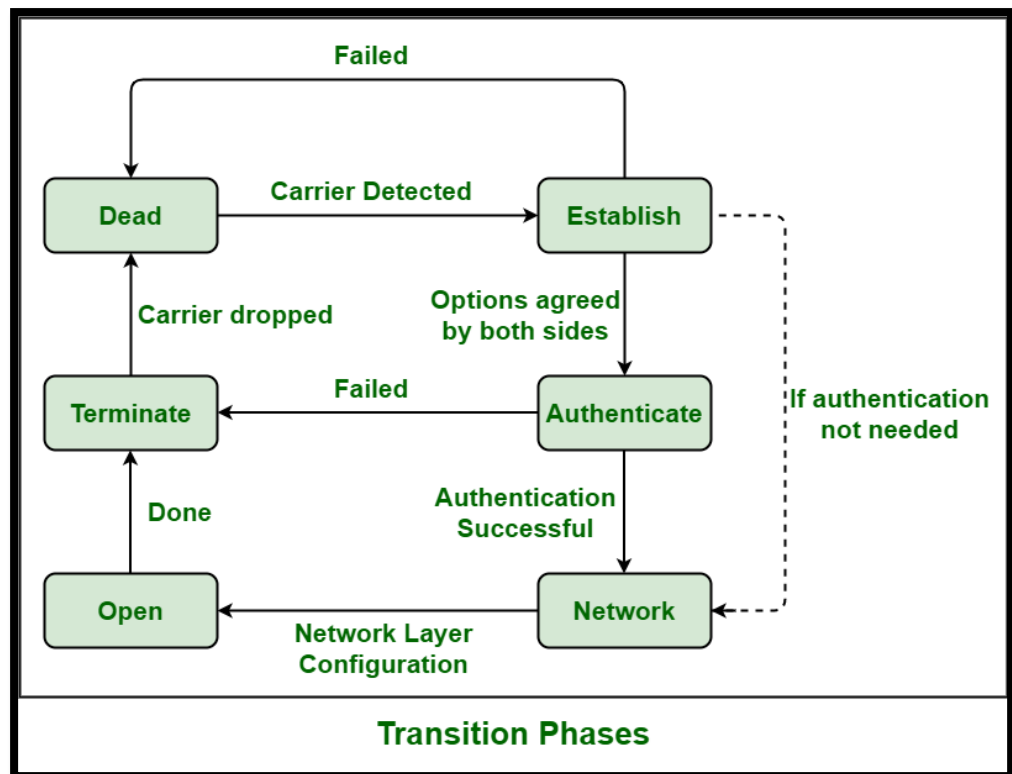 Failed
Dead
Carrier Detected
Establish
Carrier dropped
Options agreed
by both sides
Terminate
Failed
Authenticate
If authentication
not needed
Done
Authentication
Successful
Open
Network Layer
Configuration
Network
Transition Phases